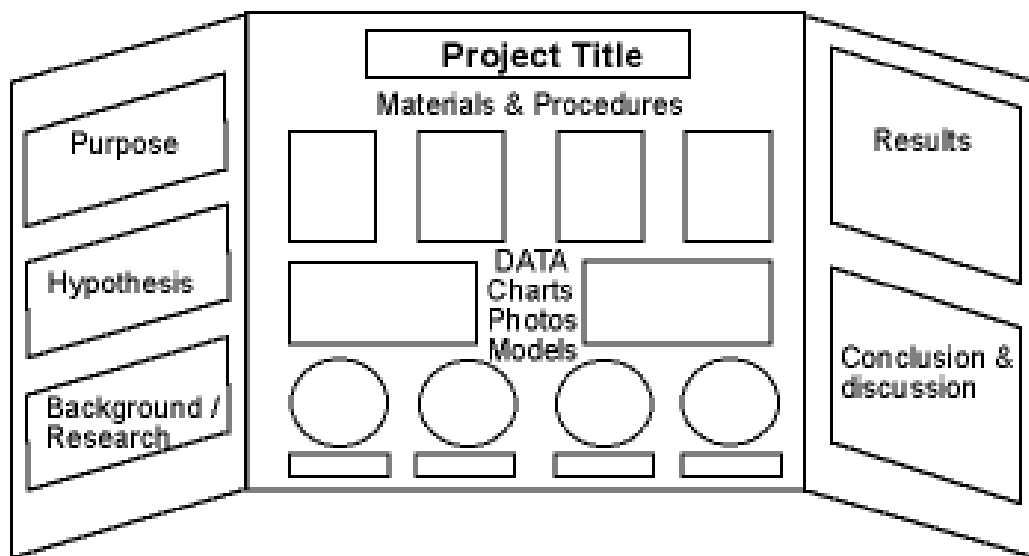 Purpose
Hypothesis
Background /
Research
Project Title
Materials & Procedures
DATA
Charts
Photos
Models
Results
Conclusion &
discussion